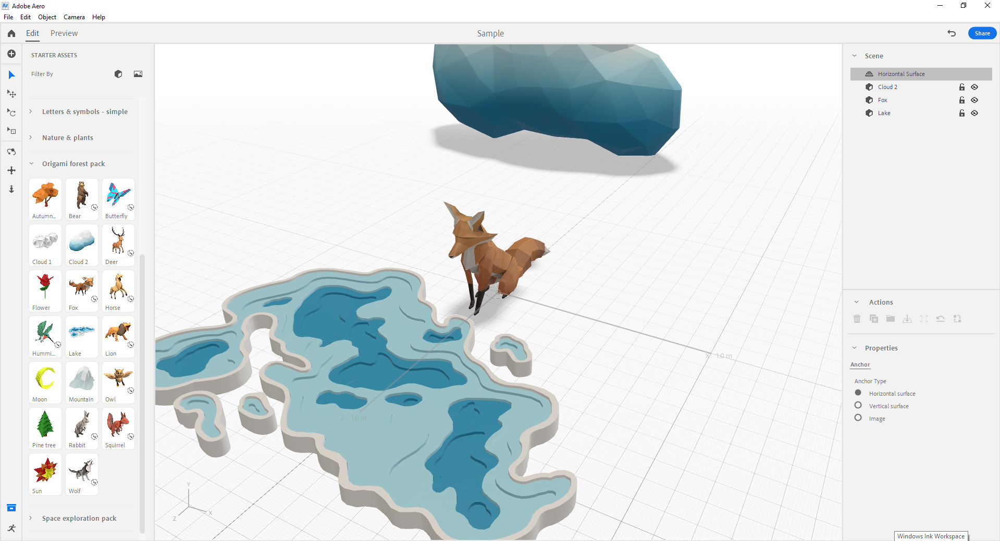 Ar Adobe Aero
File Edit Object Camera Help
Edit Preview
Sample
Share
STARTER ASSETS
Filter By
Letters & symbols - simple
Nature & plants
Origami forest pack
Autumn... Bear Butterfly
Cloud 1 Cloud 2 Deer
Flower Fox Horse
Hummi... Lake Lion
Moon Mountain Owl
Pine tree Rabbit Squirrel
Sun Wolf
Space exploration pack
X: 1.0 m
Z: 1.0 m
Y
X
Z
Scene
Horizontal Surface
Cloud 2
Fox
Lake
Actions
Properties
Anchor
Anchor Type
Horizontal surface
Vertical surface
Image
Windows Ink Workspace